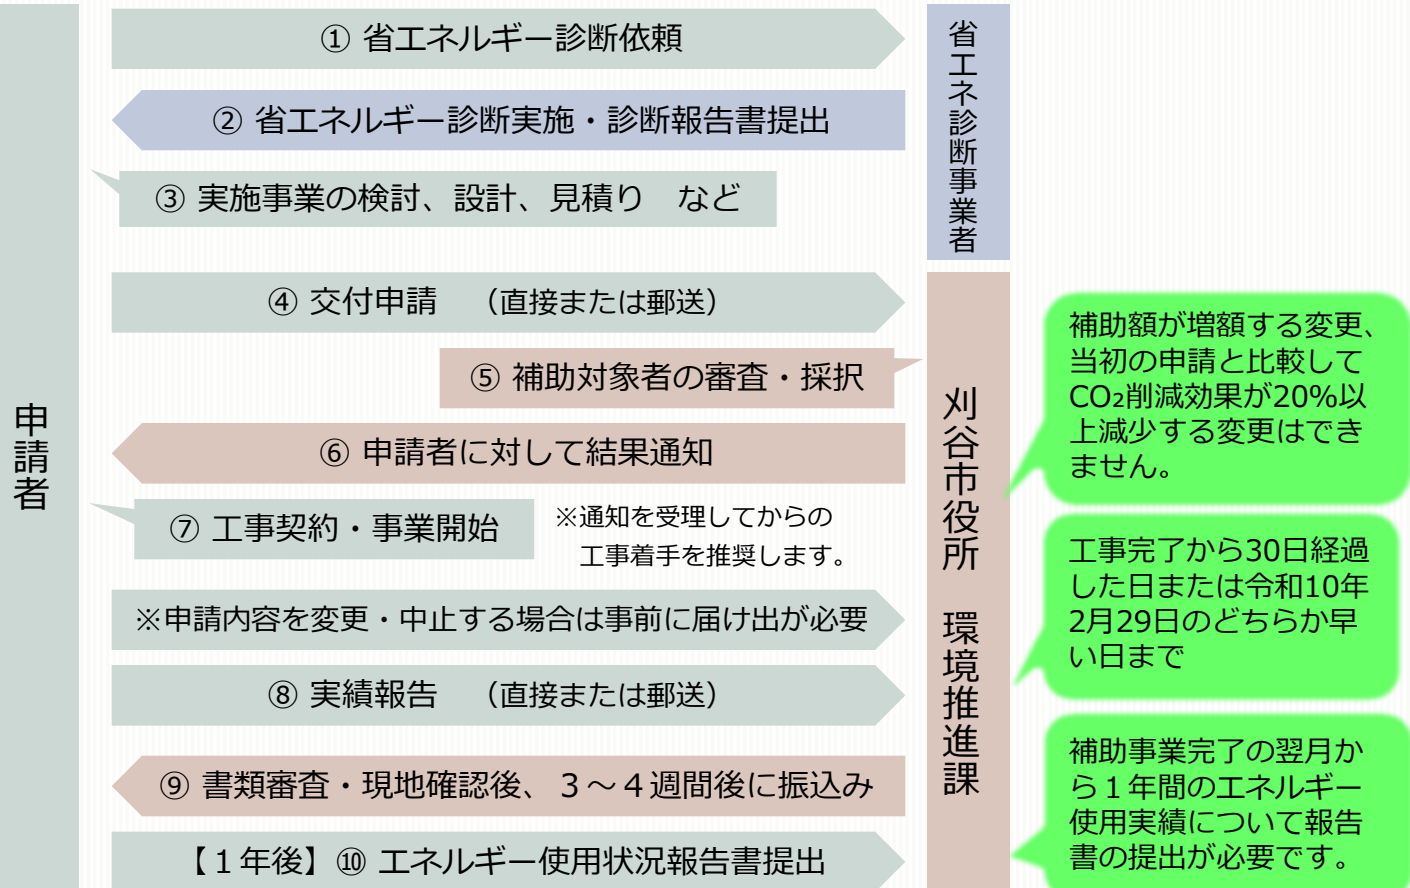 申請者
① 省エネルギー診断依頼
② 省エネルギー診断実施・診断報告書提出
③ 実施事業の検討、設計、見積り　など
省エネ診断事業者
④ 交付申請　（直接または郵送）
⑤ 補助対象者の審査・採択
⑥ 申請者に対して結果通知
⑦ 工事契約・事業開始
※通知を受理してからの
工事着手を推奨します。
※申請内容を変更・中止する場合は事前に届け出が必要
⑧ 実績報告　（直接または郵送）
⑨ 書類審査・現地確認後、３～４週間後に振込み
【１年後】⑩ エネルギー使用状況報告書提出
刈谷市役所　環境推進課
補助額が増額する変更、
当初の申請と比較して
CO₂削減効果が20%以
上減少する変更はでき
ません。
工事完了から30日経過
した日または令和10年
2月29日のどちらか早
い日まで
補助事業完了の翌月か
ら１年間のエネルギー
使用実績について報告
書の提出が必要です。